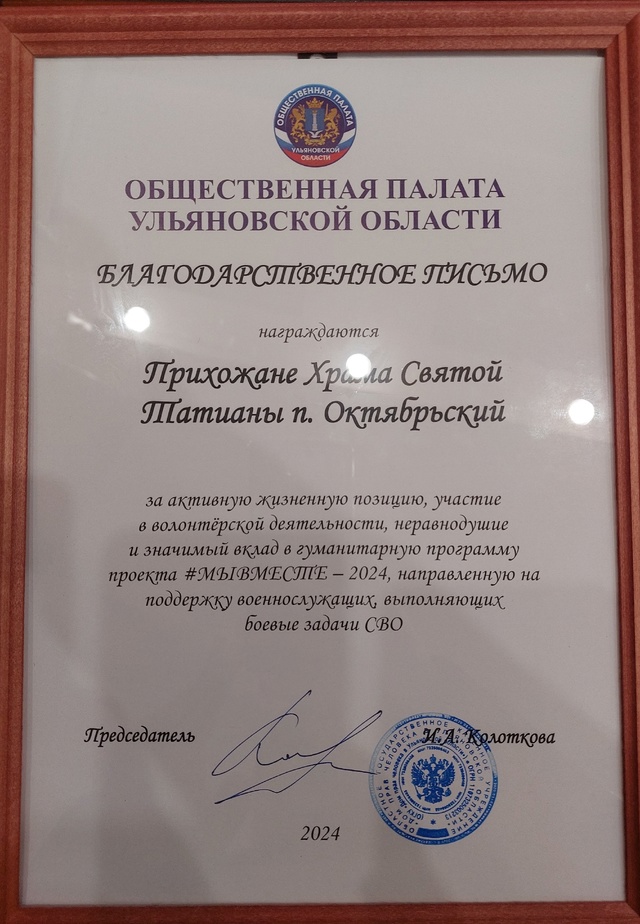 ОБЩЕСТВЕННАЯ ПАЛАТА
УЛЬЯНОВСКОЙ
ОБЛАСТИ
ОБЩЕСТВЕННАЯ ПАЛАТА
УЛЬЯНОВСКОЙ ОБЛАСТИ
БЛАГОДАРСТВЕННОЕ ПИСЬМО
награждаются
Прихожане Храма Святой
Татианы п. Октябрьский
за активную жизненную позицию, участие
в волонтёрской деятельности, неравнодушие
и значимый вклад в гуманитарную программу
проекта #МЫВМЕСТЕ – 2024, направленную на
поддержку военнослужащих, выполняющих
боевые задачи СВО
Председатель
И.А. Колоткова
2024